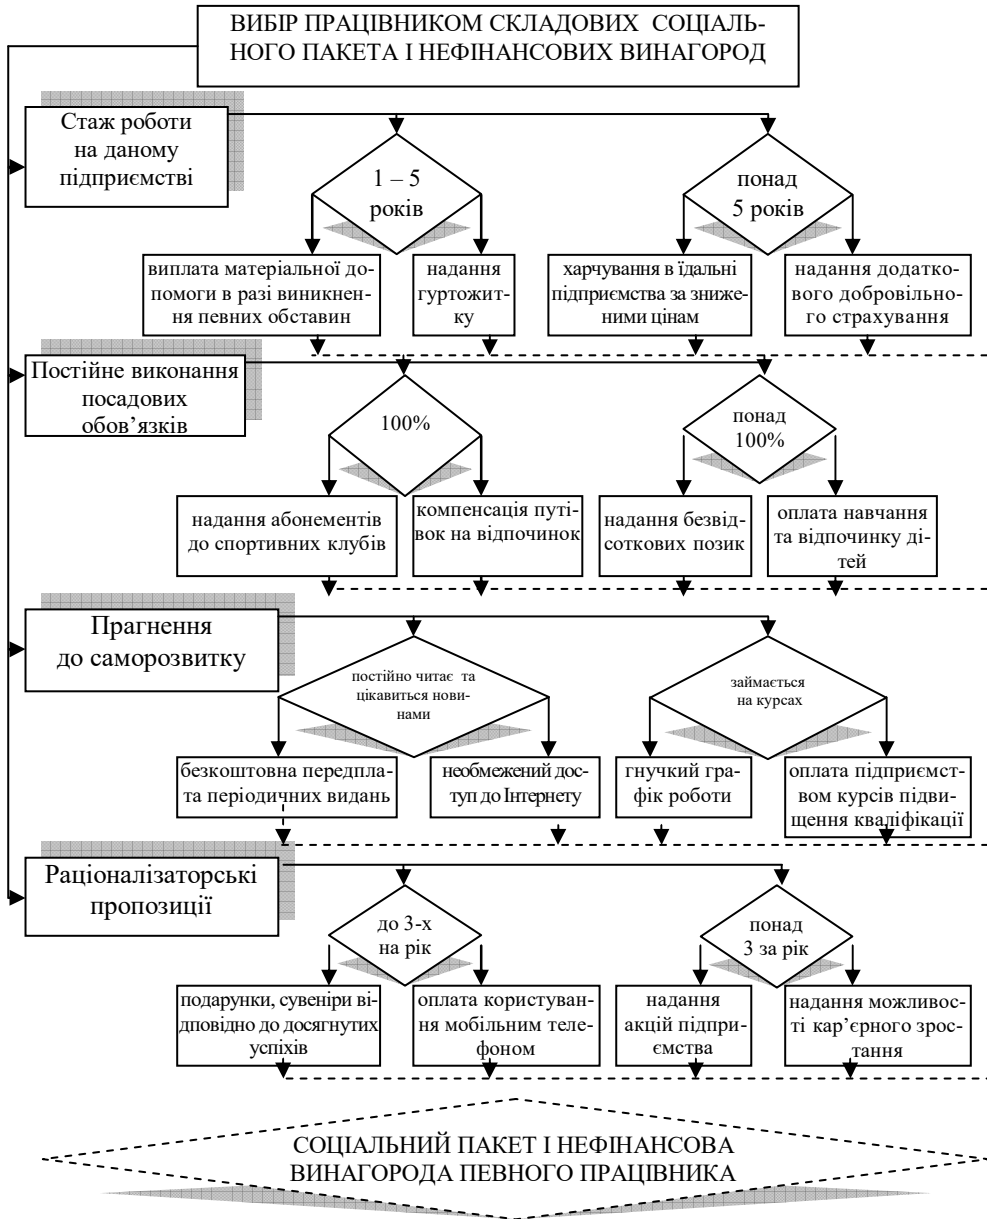 ВИБІР ПРАЦІВНИКОМ СКЛАДОВИХ СОЦІАЛЬ-
НОГО ПАКЕТА І НЕФІНАНСОВИХ ВИНАГОРОД
Стаж роботи
на даному
підприємстві
1 – 5
років
понад
5 років
виплата матеріальної до-
помоги в разі виникнен-
ня певних обставин
надання
гуртожит-
ку
харчування в їдальні
підприємства за зниже-
ними цінам
надання додатко-
вого добровільно-
го страхування
Постійне виконання
посадових
обов’язків
100%
понад
100%
надання абонементів
до спортивних клубів
компенсація путі-
вок на відпочинок
надання безвід-
соткових позик
оплата навчання
та відпочинку ді-
тей
Прагнення
до саморозвитку
постійно читає та
цікавиться нови-
нами
займається
на курсах
безкоштовна передпла-
та періодичних видань
необмежений дос-
туп до Інтернету
гнучкий гра-
фік роботи
оплата підприємст-
вом курсів підви-
щення кваліфікації
Раціоналізаторські
пропозиції
до 3-х
на рік
понад
3 за рік
подарунки, сувеніри ві-
дповідно до досягнутих
успіхів
оплата користуван-
ня мобільним теле-
фоном
надання
акцій підпри-
ємства
надання можливос-
ті кар’єрного зрос-
тання
СОЦІАЛЬНИЙ ПАКЕТ І НЕФІНАНСОВА
ВИНАГОРОДА ПЕВНОГО ПРАЦІВНИКА